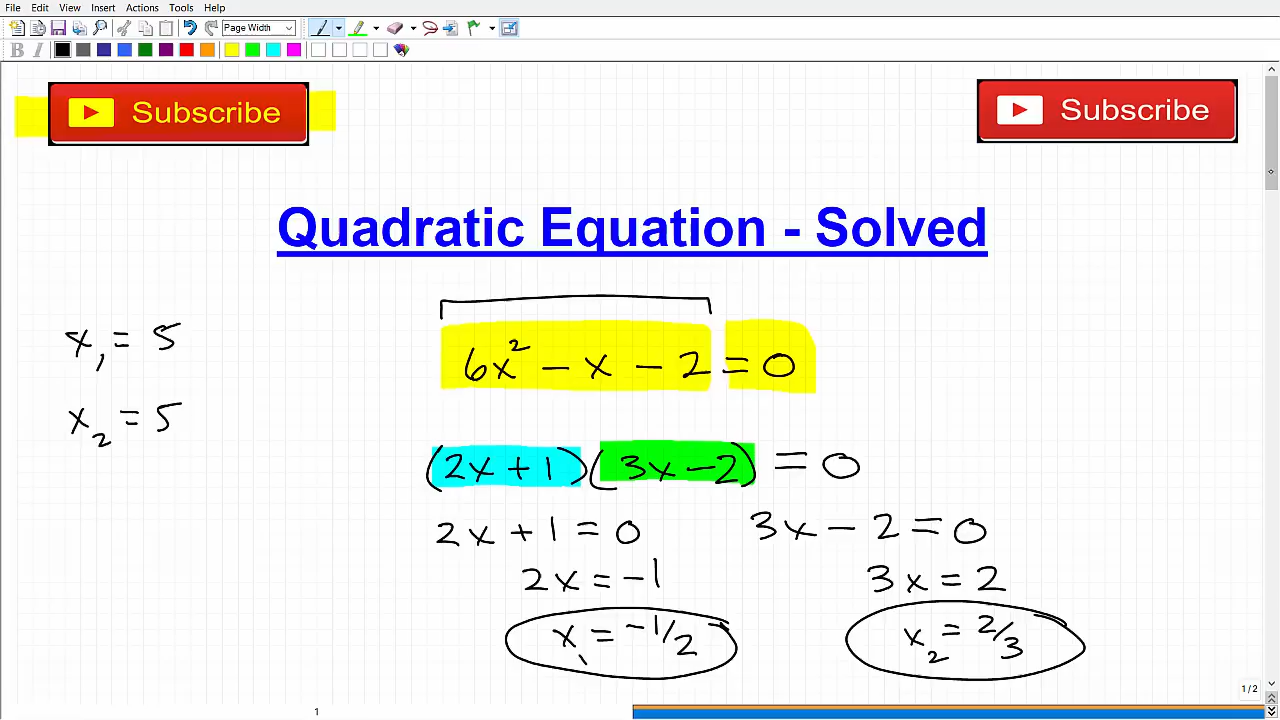 File Edit View Insert Actions Tools Help
Page Width
B I
Subscribe
Subscribe
Quadratic Equation - Solved
x₁ = 5
6x² - x - 2 = 0
x₂ = 5
(2x + 1)(3x - 2) = 0
2x + 1 = 0
3x - 2 = 0
2x = -1
3x = 2
x₁ = -1/2
x₂ = 2/3
1/2
1